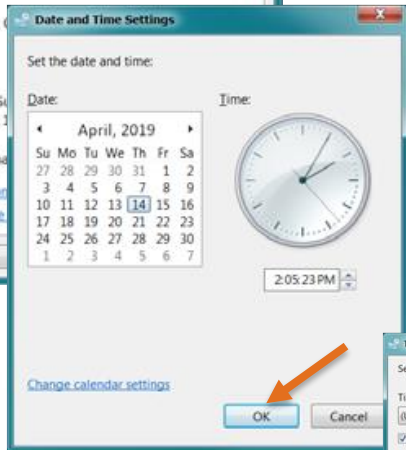 Date and Time Settings
Set the date and time:
Date:
Time:
April, 2019
Su Mo Tu We Th Fr Sa
27 28 29 30 31 1 2
3 4 5 6 7 8 9
10 11 12 13 14 15 16
17 18 19 20 21 22 23
24 25 26 27 28 29 30
1 2 3 4 5 6 7
2:05:23 PM
Change calendar settings
OK
Cancel